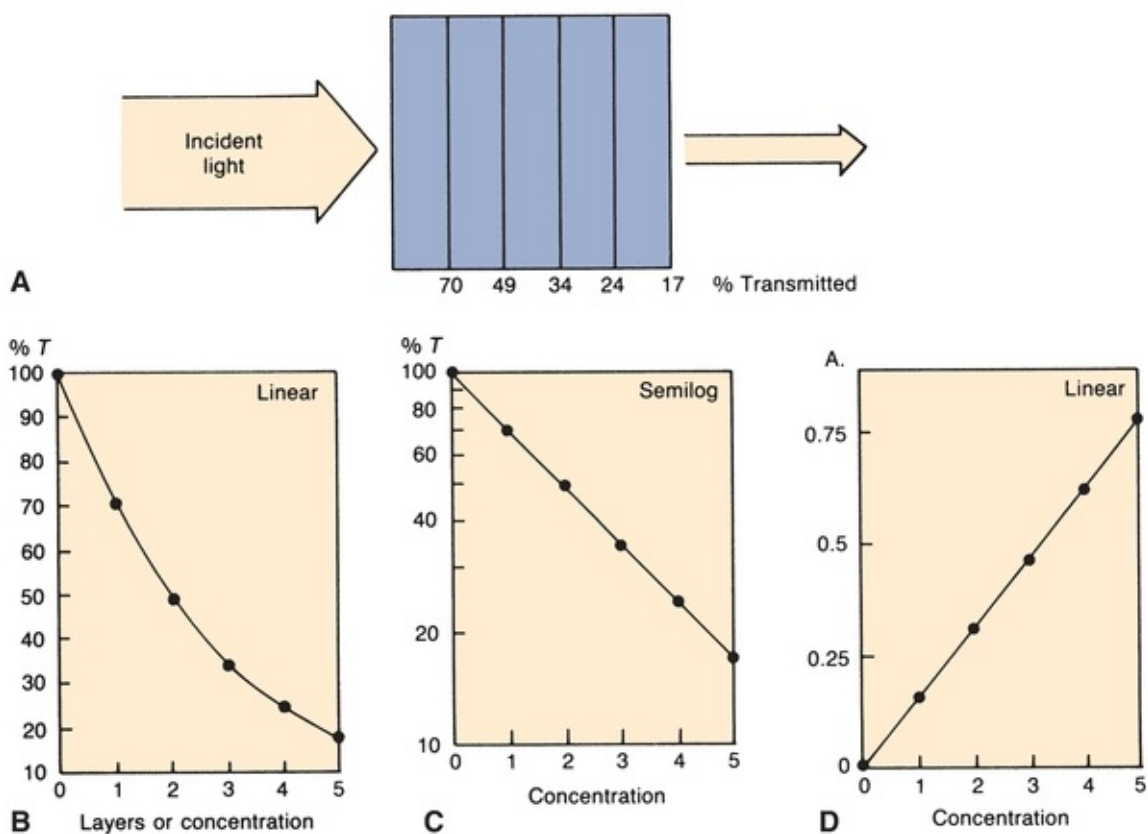 Incident
light
A
70 49 34 24 17 % Transmitted
% T
Linear
100
90
80
70
60
50
40
30
20
10
0 1 2 3 4 5
B Layers or concentration
% T
Semilog
100
80
60
40
20
10
0 1 2 3 4 5
C Concentration
A.
Linear
0.75
0.5
0.25
0
0 1 2 3 4 5
D Concentration